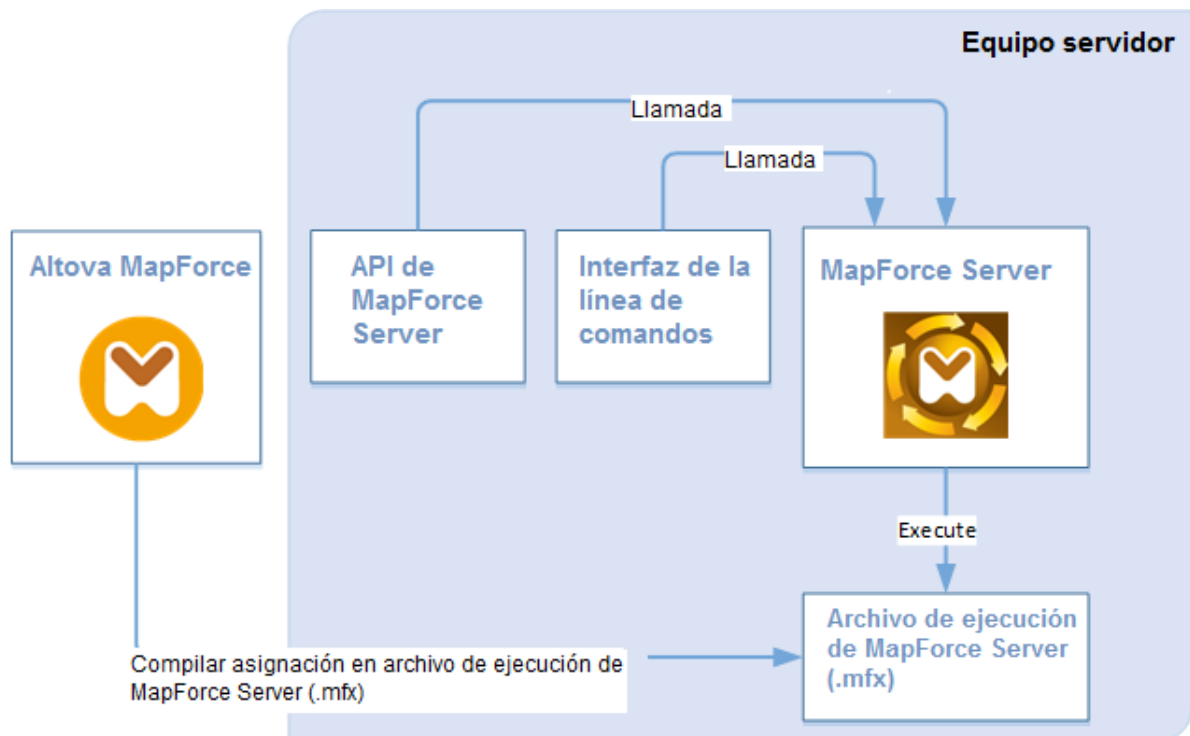 Equipo servidor
Llamada
Llamada
Altova MapForce
API de
MapForce
Server
Interfaz de la
línea de
comandos
MapForce Server
Execute
Compilar asignación en archivo de ejecución de
MapForce Server (.mfx)
Archivo de ejecución
de MapForce Server
(.mfx)